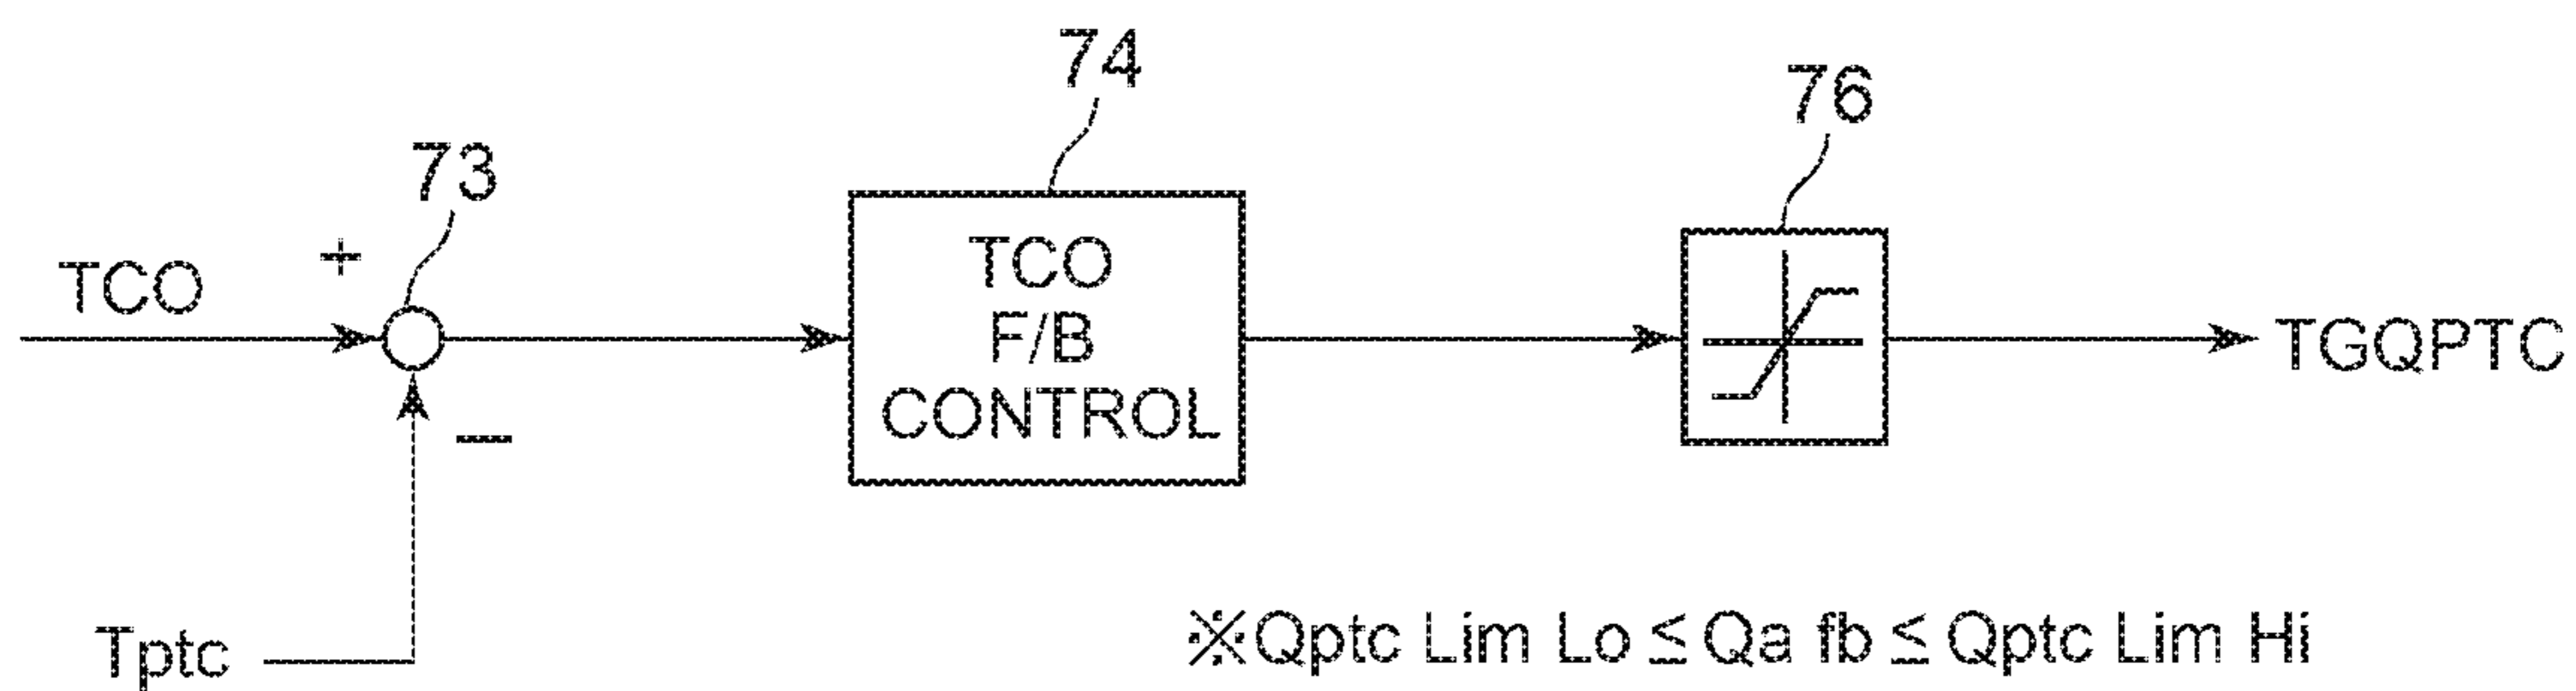 74
76
73
+
TCO
TCO
F/B
CONTROL
TGQPTC
−
Tptc
※Qptc Lim Lo ≤ Qa fb ≤ Qptc Lim Hi